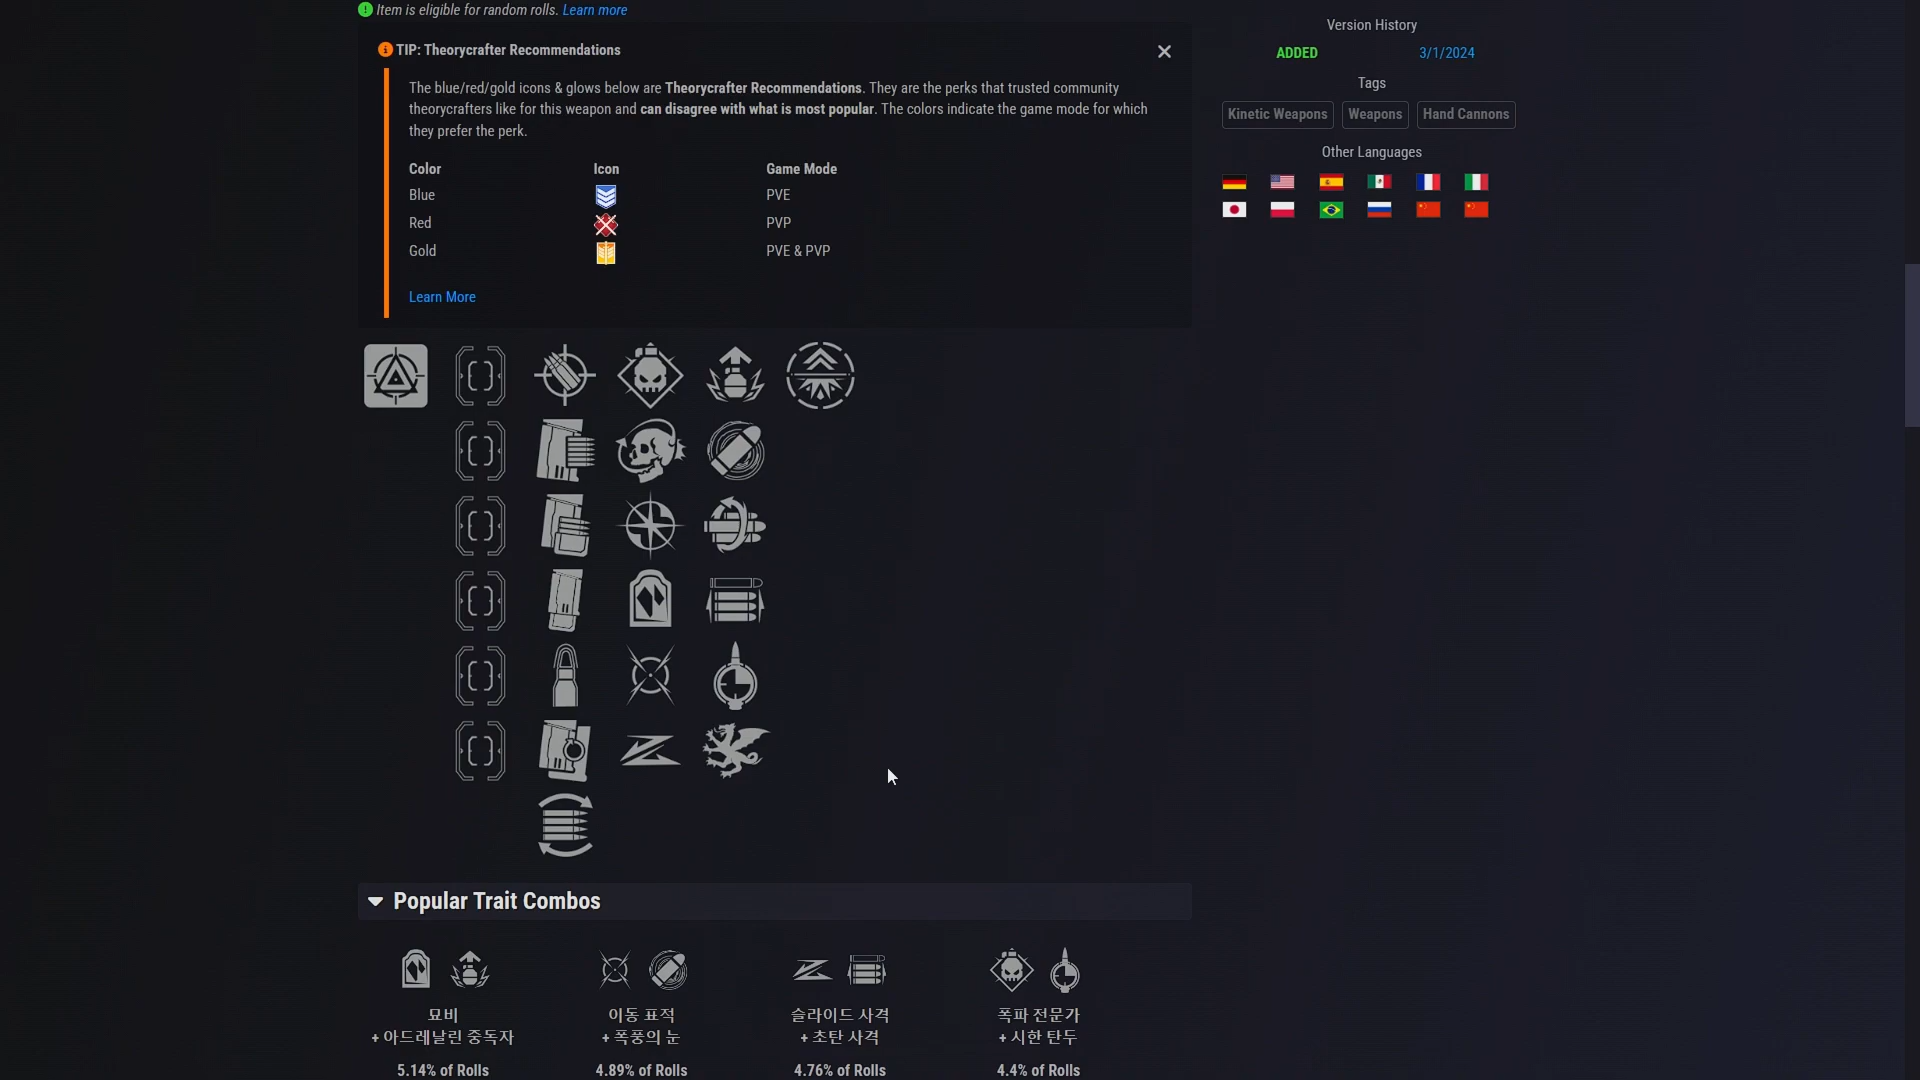 Item is eligible for random rolls. Learn more
TIP: Theorycrafter Recommendations
The blue/red/gold icons & glows below are Theorycrafter Recommendations. They are the perks that trusted community
theorycrafters like for this weapon and can disagree with what is most popular. The colors indicate the game mode for which
they prefer the perk.
Color Icon Game Mode
Blue PVE
Red PVP
Gold PVE & PVP
Learn More
Version History
ADDED 3/1/2024
Tags
Kinetic Weapons Weapons Hand Cannons
Other Languages
Popular Trait Combos
묘비
+ 아드레날린 중독자
5.14% of Rolls
이동 표적
+ 폭풍의 눈
4.89% of Rolls
슬라이드 사격
+ 초탄 사격
4.76% of Rolls
폭파 전문가
+ 시한 탄두
4.4% of Rolls